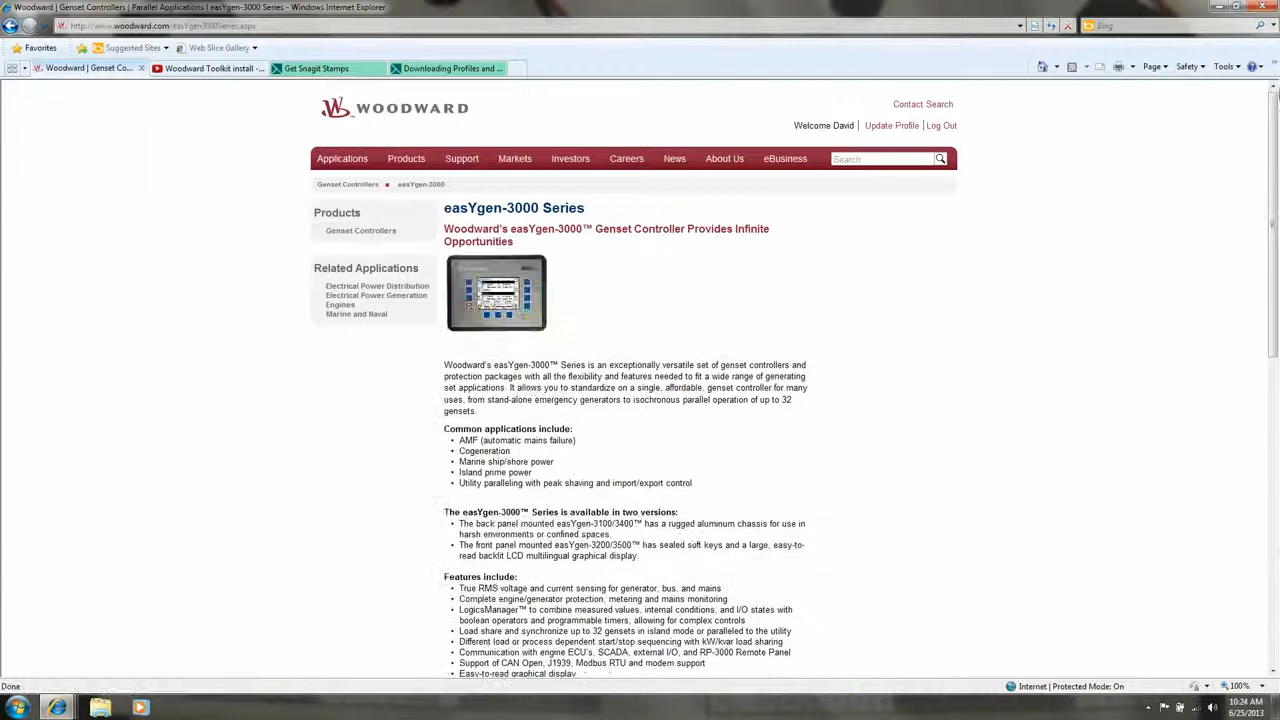 Woodward | Genset Controllers | Parallel Applications | easYgen-3000 Series - Windows Internet Explorer
http://www.woodward.com/easYgen3000Series.aspx
Bing
Favorites Suggested Sites Web Slice Gallery
Woodward | Genset Co... Woodward Toolkit install - ... Get Snagit Stamps Downloading Profiles and ... Page Safety Tools
WOODWARD
Contact Search
Welcome David | Update Profile | Log Out
Applications Products Support Markets Investors Careers News About Us eBusiness Search
Genset Controllers easYgen-3000
Products
Genset Controllers
Related Applications
Electrical Power Distribution
Electrical Power Generation
Engines
Marine and Naval
easYgen-3000 Series
Woodward's easYgen-3000™ Genset Controller Provides Infinite
Opportunities
Woodward's easYgen-3000™ Series is an exceptionally versatile set of genset controllers and
protection packages with all the flexibility and features needed to fit a wide range of generating
set applications. It allows you to standardize on a single, affordable, genset controller for many
uses, from stand-alone emergency generators to isochronous parallel operation of up to 32
gensets.
Common applications include:
• AMF (automatic mains failure)
• Cogeneration
• Marine ship/shore power
• Island prime power
• Utility paralleling with peak shaving and import/export control
The easYgen-3000™ Series is available in two versions:
• The back panel mounted easYgen-3100/3400™ has a rugged aluminum chassis for use in
harsh environments or confined spaces.
• The front panel mounted easYgen-3200/3500™ has sealed soft keys and a large, easy-to-
read backlit LCD multilingual graphical display.
Features include:
• True RMS voltage and current sensing for generator, bus, and mains
• Complete engine/generator protection, metering and mains monitoring
• LogicsManager™ to combine measured values, internal conditions, and I/O states with
boolean operators and programmable timers, allowing for complex controls
• Load share and synchronize up to 32 gensets in island mode or paralleled to the utility
• Different load or process dependent start/stop sequencing with kW/kvar load sharing
• Communication with engine ECU's, SCADA, external I/O, and RP-3000 Remote Panel
• Support of CAN Open, J1939, Modbus RTU and modem support
• Easy-to-read graphical display
Done Internet | Protected Mode: On 100%
10:24 AM
6/25/2013